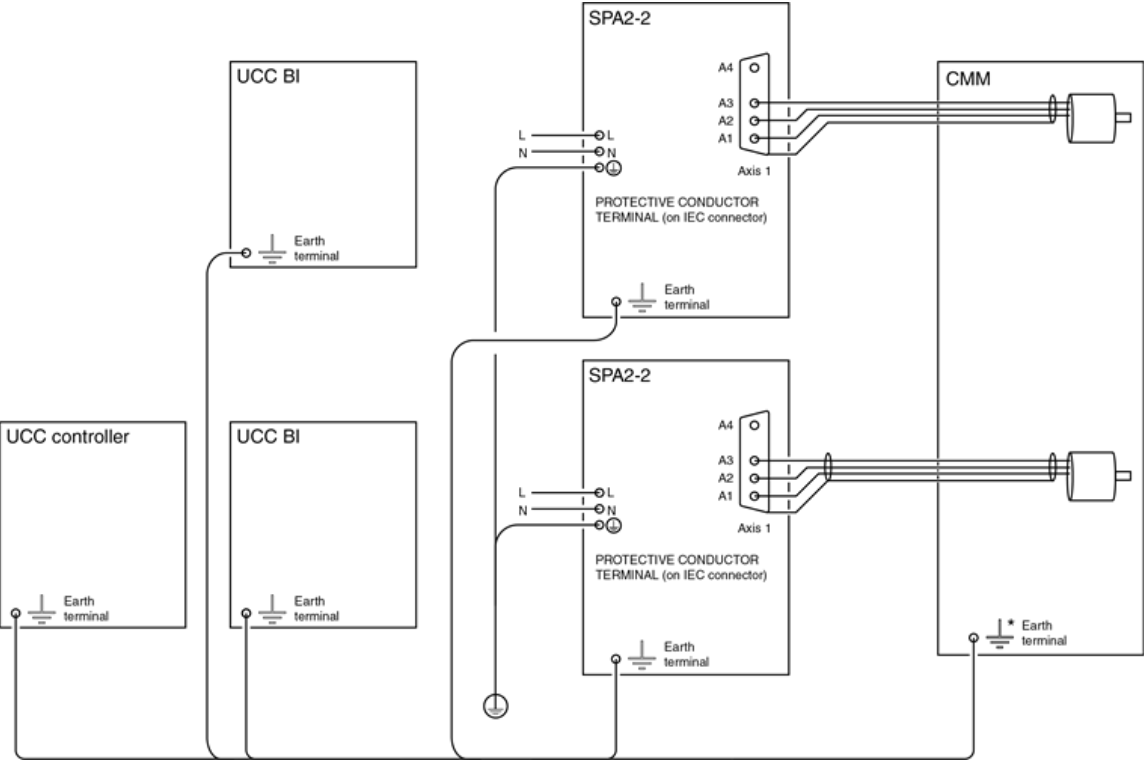 SPA2-2
A4
A3
A2
A1
Axis 1
L
L
N
N
PROTECTIVE CONDUCTOR
TERMINAL (on IEC connector)
Earth
terminal
UCC BI
Earth
terminal
CMM
* Earth
terminal
SPA2-2
A4
A3
A2
A1
Axis 1
L
L
N
N
PROTECTIVE CONDUCTOR
TERMINAL (on IEC connector)
Earth
terminal
UCC controller
Earth
terminal
UCC BI
Earth
terminal